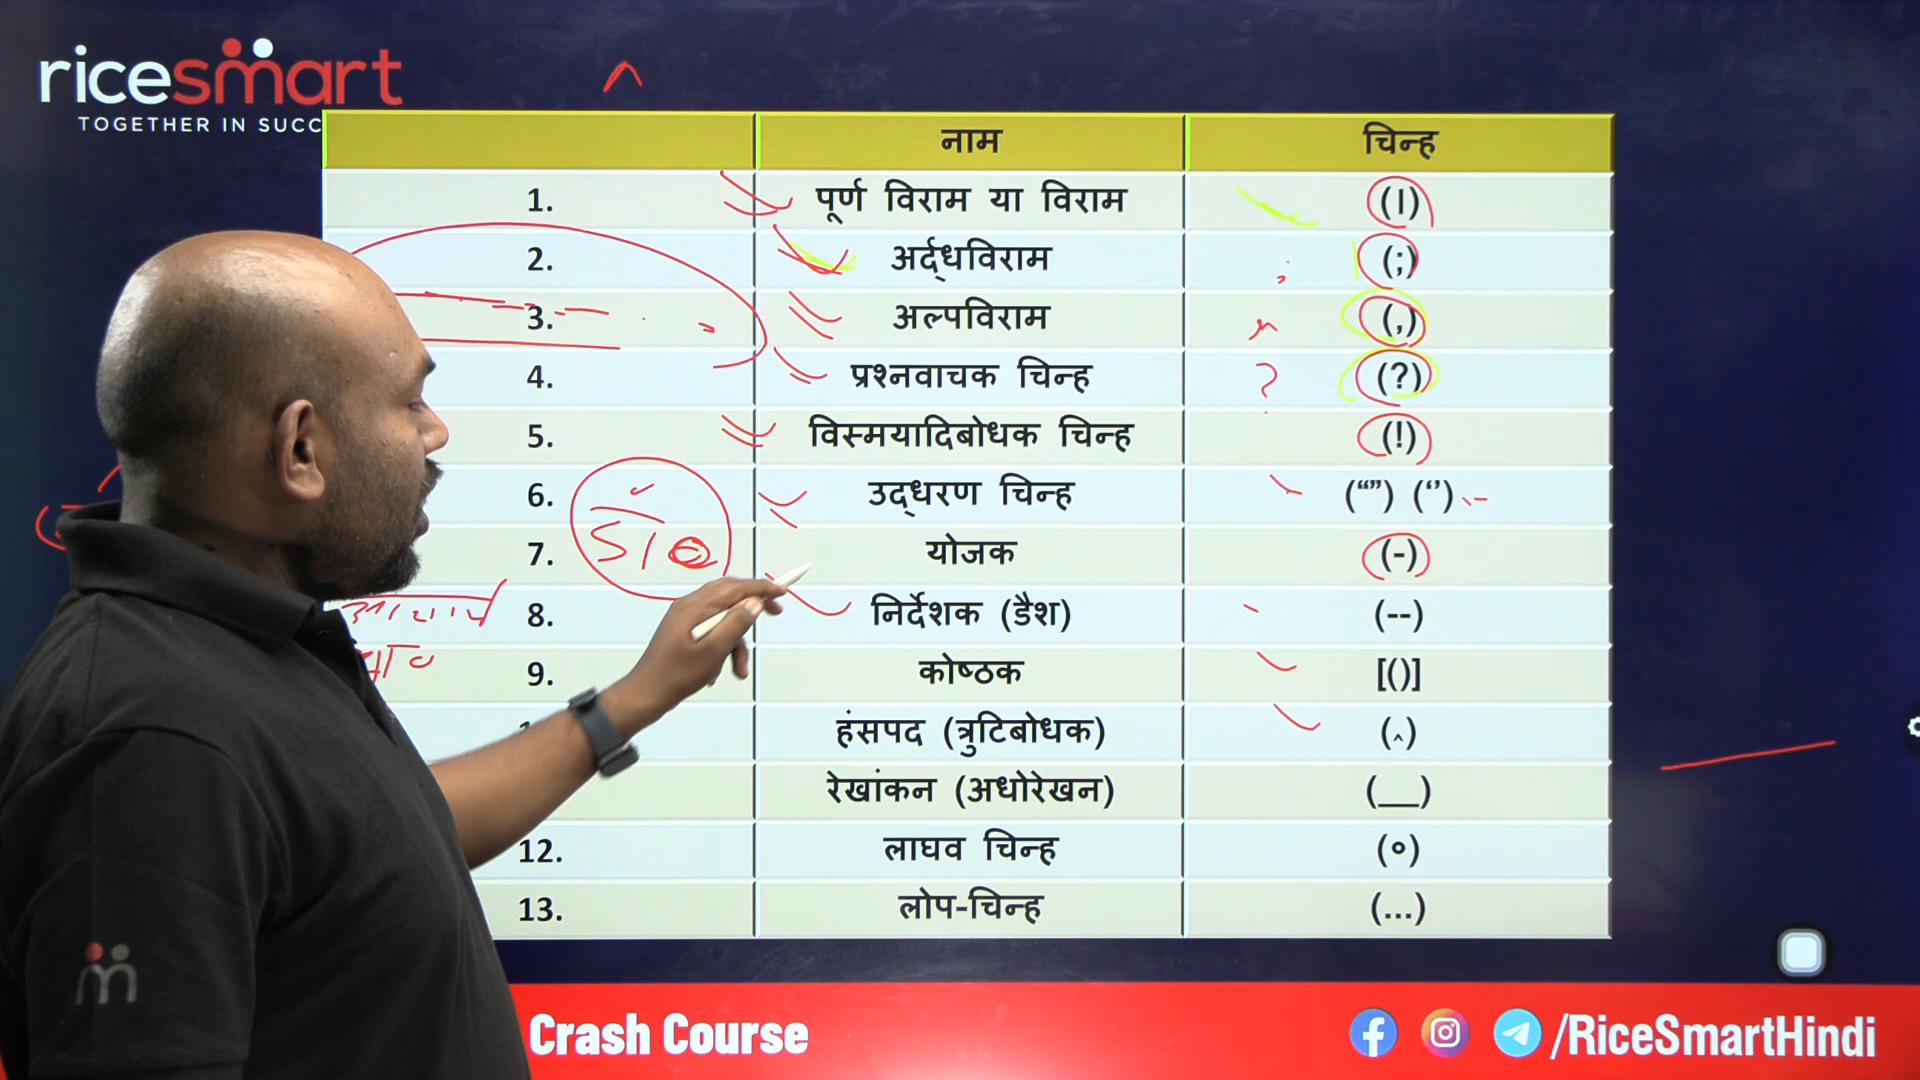 ricesmart
TOGETHER IN SUCC
नाम चिन्ह
1. पूर्ण विराम या विराम (।)
2. अर्द्धविराम ; (;)
3. अल्पविराम (,)
4. प्रश्नवाचक चिन्ह ? (?)
5. विस्मयादिबोधक चिन्ह (!)
6. उद्धरण चिन्ह (“”) (‘’)
7. योजक (-)
8. निर्देशक (डैश) (--)
9. कोष्ठक [()]
हंसपद (त्रुटिबोधक) (‸)
रेखांकन (अधोरेखन) (__)
12. लाघव चिन्ह (०)
13. लोप-चिन्ह (...)
Crash Course /RiceSmartHindi